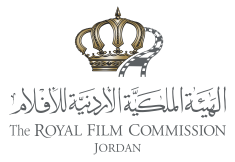 الهيئة الملكية الأردنية للأفلام
The ROYAL FILM COMMISSION
JORDAN